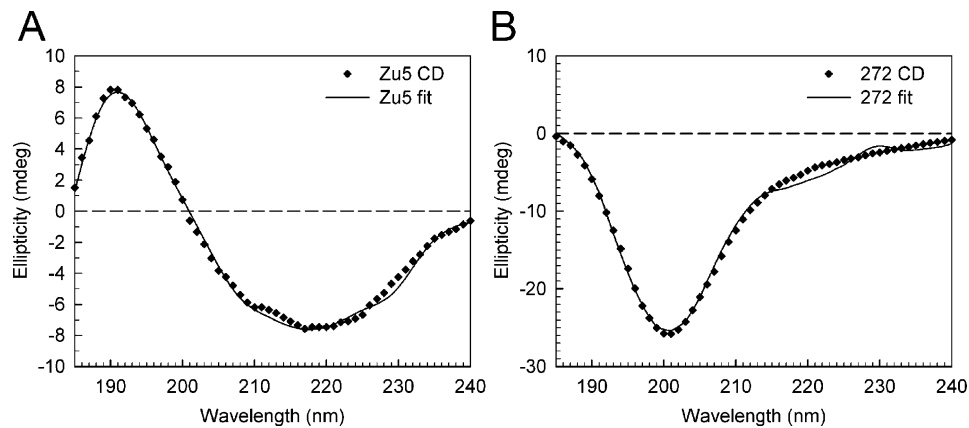 A
10
8
6
4
2
0
-2
-4
-6
-8
-10
190
200
210
220
230
240
Ellipticity (mdeg)
Wavelength (nm)
Zu5 CD
Zu5 fit
B
10
0
-10
-20
-30
190
200
210
220
230
240
Ellipticity (mdeg)
Wavelength (nm)
272 CD
272 fit